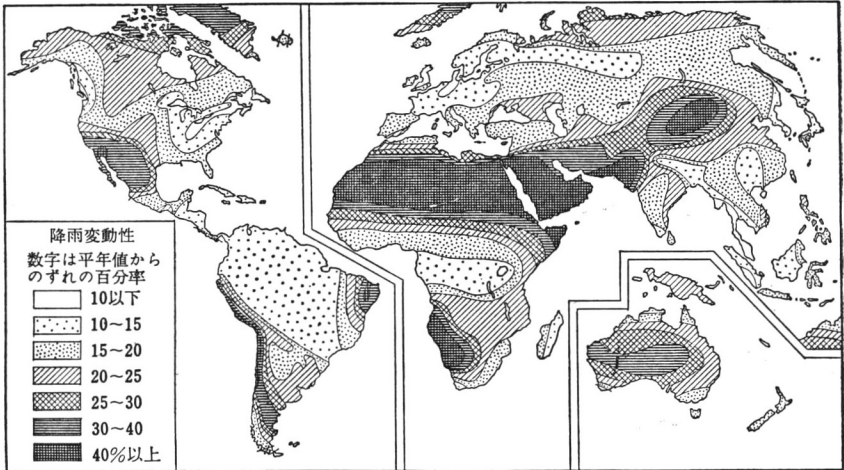 降雨変動性
数字は平年値から
のずれの百分率
10以下
10~15
15~20
20~25
25~30
30~40
40%以上